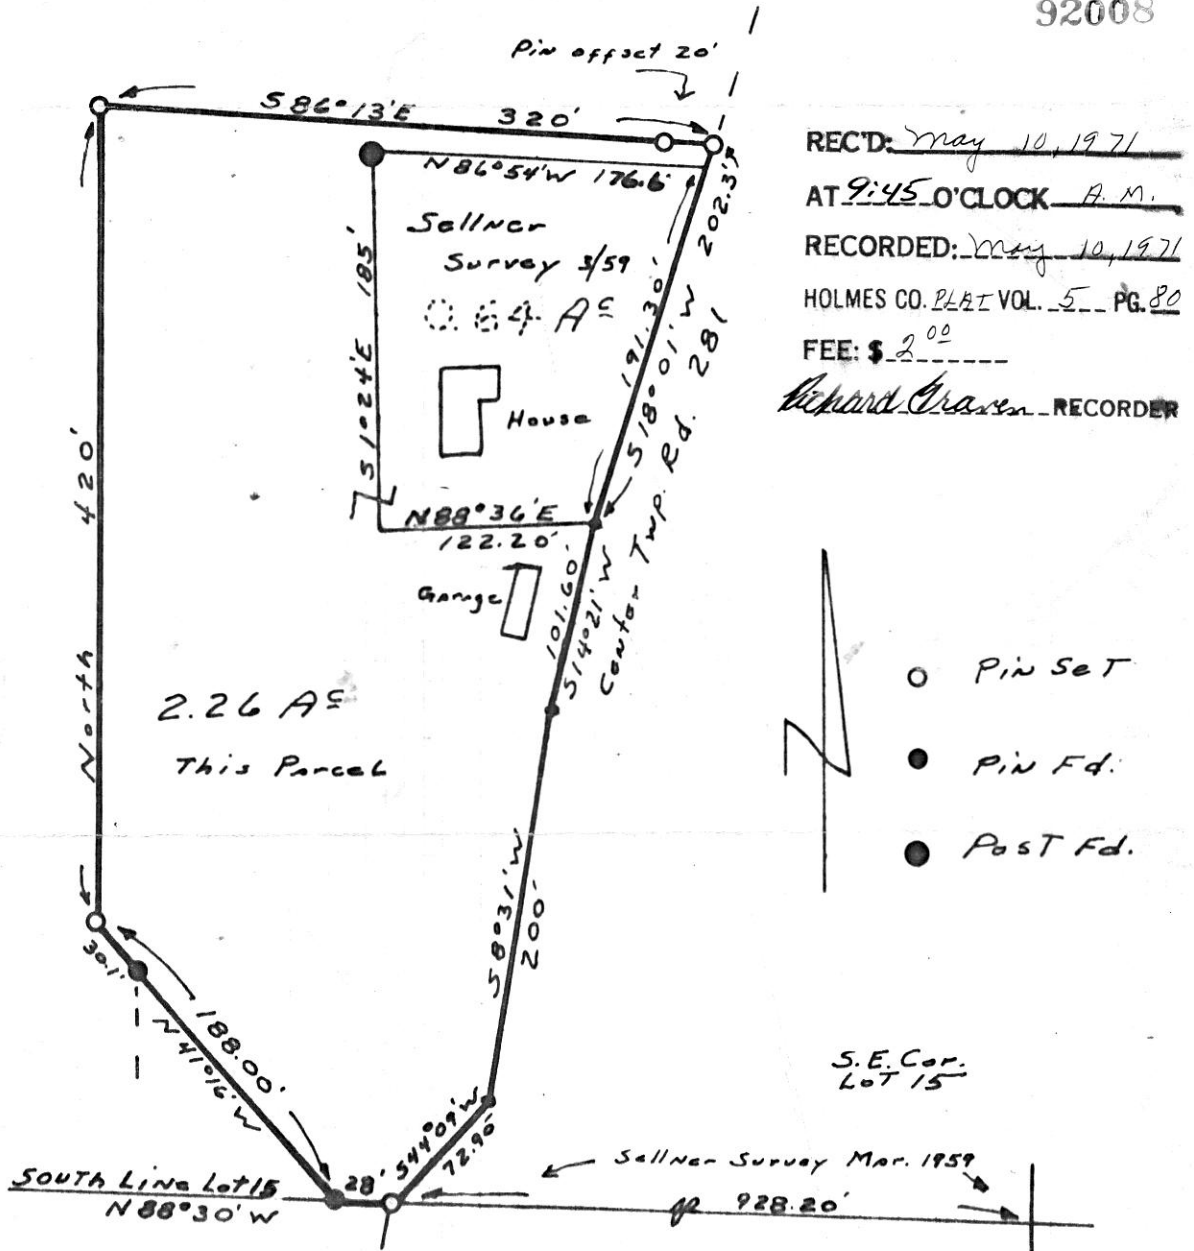 92008
Pin offset 20'
S 86° 13' E 320'
REC'D: May 10, 1971
AT 9:45 O'CLOCK A.M.
RECORDED: May 10, 1971
HOLMES CO. PLAT VOL. 5 PG. 80
FEE: $ 2 00
Richard Graven RECORDER
N 86° 54' W 176.6'
Sellner
Survey 3/59
0.64 Ac
House
S 1° 24' E 185'
191.30'
S 18° 01' W 202.37
Center Twp. Rd. 281
N 88° 36' E
122.20'
Garage
101.60'
S 14° 21' W
North 420'
2.26 Ac
This Parcel
Pin Set
Pin Fd.
Post Fd.
S 8° 31' W
200'
30.1'
188.00'
N 41° 16' W
S.E. Cor.
Lot 15
S 44° 09' W
72.90'
28'
Sellner Survey Mar. 1959
South Line Lot 15
N 88° 30' W
928.20'